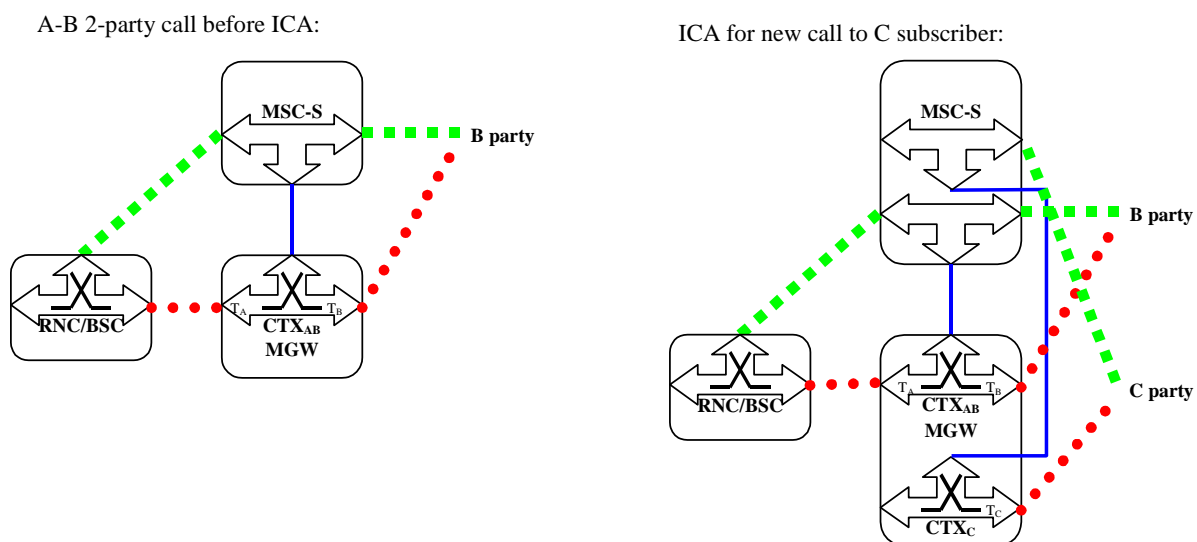 A-B 2-party call before ICA:
MSC-S
B party
RNC/BSC
TA
CTXAB
TB
MGW
ICA for new call to C subscriber:
MSC-S
B party
C party
RNC/BSC
TA
CTXAB
TB
MGW
TC
CTXC